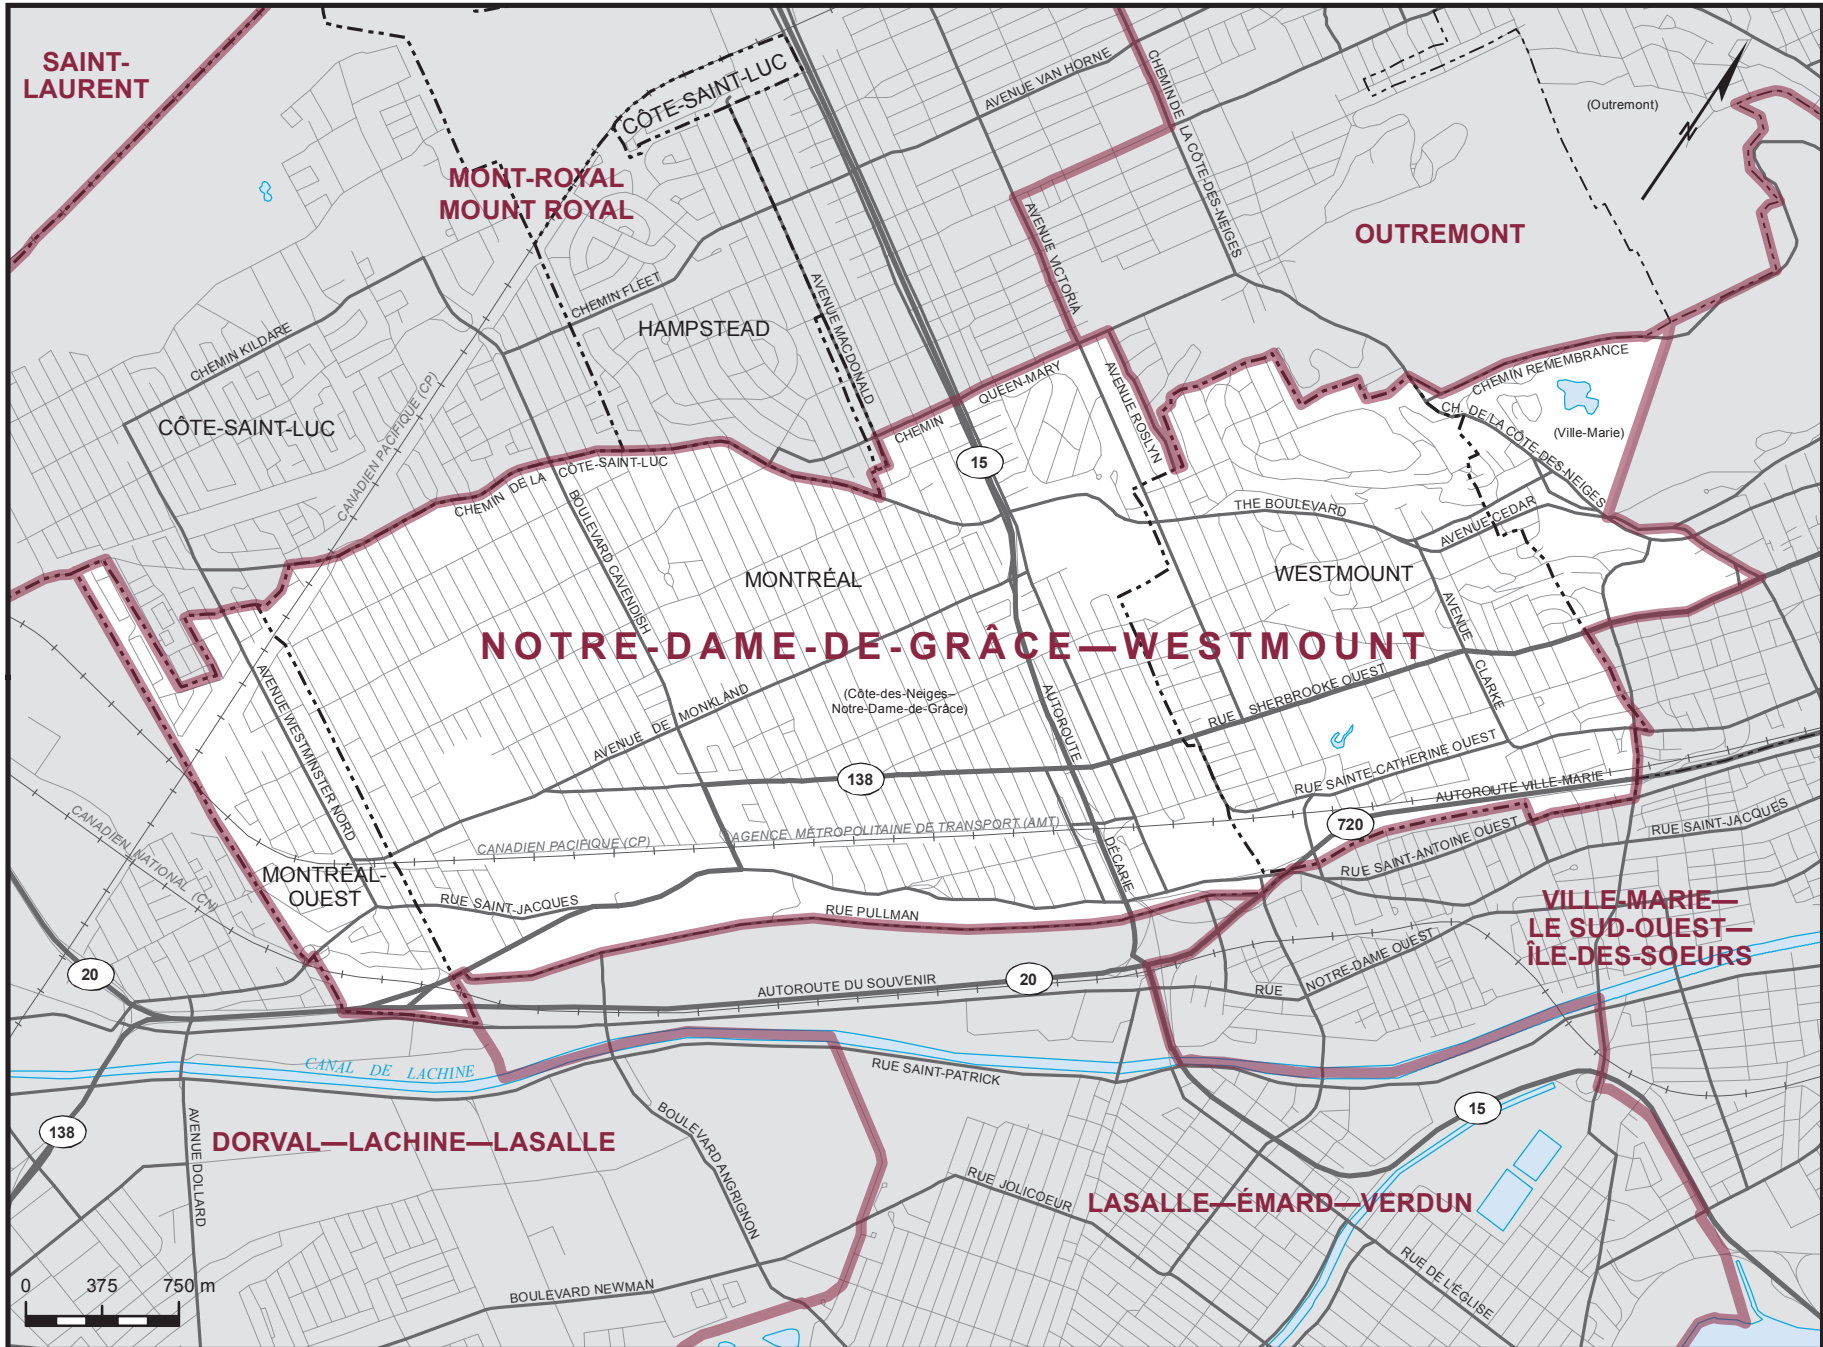 SAINT-
LAURENT
CÔTE-SAINT-LUC
AVENUE VAN HORNE
CHEMIN DE LA CÔTE-DES-NEIGES
(Outremont)
N
MONT-ROYAL
MOUNT ROYAL
OUTREMONT
AVENUE VICTORIA
CHEMIN FLEET
AVENUE MACDONALD
HAMPSTEAD
CHEMIN KILDARE
CHEMIN QUEEN-MARY
AVENUE ROSLYN
CHEMIN REMEMBRANCE
CH. DE LA CÔTE-DES-NEIGES
(Ville-Marie)
CÔTE-SAINT-LUC
CANADIEN PACIFIQUE (CP)
CHEMIN DE LA CÔTE-SAINT-LUC
15
BOULEVARD CAVENDISH
THE BOULEVARD
AVENUE CEDAR
MONTRÉAL
WESTMOUNT
NOTRE-DAME-DE-GRÂCE—WESTMOUNT
AVENUE CLARKE
AVENUE WESTMINSTER NORD
AVENUE DE MONKLAND
(Côte-des-Neiges–
Notre-Dame-de-Grâce)
AUTOROUTE DÉCARIE
RUE SHERBROOKE OUEST
138
RUE SAINTE-CATHERINE OUEST
AUTOROUTE VILLE-MARIE
720
CANADIEN NATIONAL (CN)
CANADIEN PACIFIQUE (CP)
AGENCE MÉTROPOLITAINE DE TRANSPORT (AMT)
RUE SAINT-JACQUES
RUE SAINT-ANTOINE OUEST
MONTRÉAL-
OUEST
RUE SAINT-JACQUES
RUE PULLMAN
VILLE-MARIE—
LE SUD-OUEST—
ÎLE-DES-SOEURS
20
AUTOROUTE DU SOUVENIR
20
RUE NOTRE-DAME OUEST
CANAL DE LACHINE
RUE SAINT-PATRICK
138
AVENUE DOLLARD
DORVAL—LACHINE—LASALLE
BOULEVARD ANGRIGNON
15
RUE JOLICOEUR
LASALLE—ÉMARD—VERDUN
RUE DE L'ÉGLISE
BOULEVARD NEWMAN
0 375 750 m